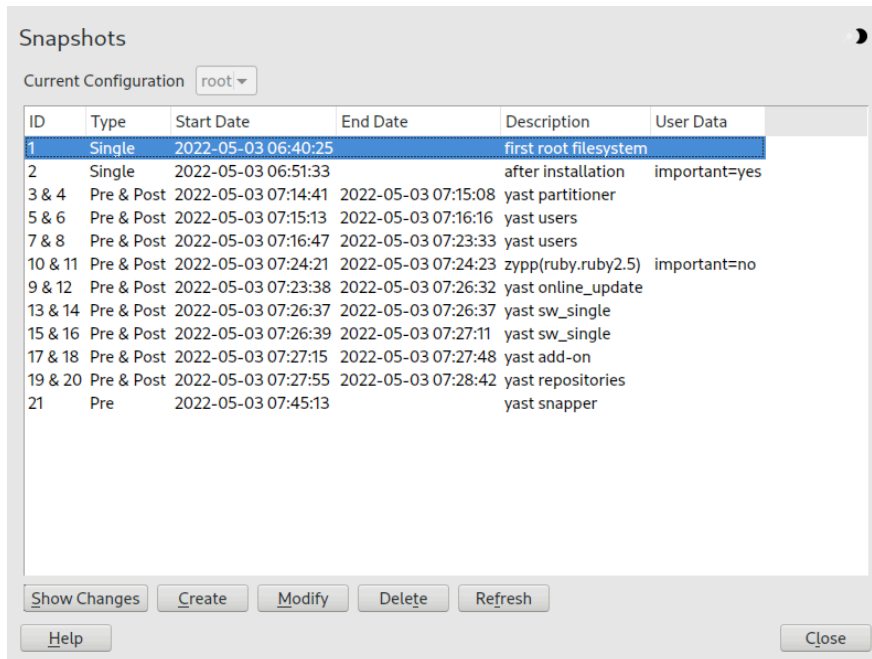 Snapshots
Current Configuration root
ID Type Start Date End Date Description User Data
1 Single 2022-05-03 06:40:25 first root filesystem
2 Single 2022-05-03 06:51:33 after installation important=yes
3 & 4 Pre & Post 2022-05-03 07:14:41 2022-05-03 07:15:08 yast partitioner
5 & 6 Pre & Post 2022-05-03 07:15:13 2022-05-03 07:16:16 yast users
7 & 8 Pre & Post 2022-05-03 07:16:47 2022-05-03 07:23:33 yast users
10 & 11 Pre & Post 2022-05-03 07:24:21 2022-05-03 07:24:23 zypp(ruby.ruby2.5) important=no
9 & 12 Pre & Post 2022-05-03 07:23:38 2022-05-03 07:26:32 yast online_update
13 & 14 Pre & Post 2022-05-03 07:26:37 2022-05-03 07:26:37 yast sw_single
15 & 16 Pre & Post 2022-05-03 07:26:39 2022-05-03 07:27:11 yast sw_single
17 & 18 Pre & Post 2022-05-03 07:27:15 2022-05-03 07:27:48 yast add-on
19 & 20 Pre & Post 2022-05-03 07:27:55 2022-05-03 07:28:42 yast repositories
21 Pre 2022-05-03 07:45:13 yast snapper
Show Changes Create Modify Delete Refresh
Help Close